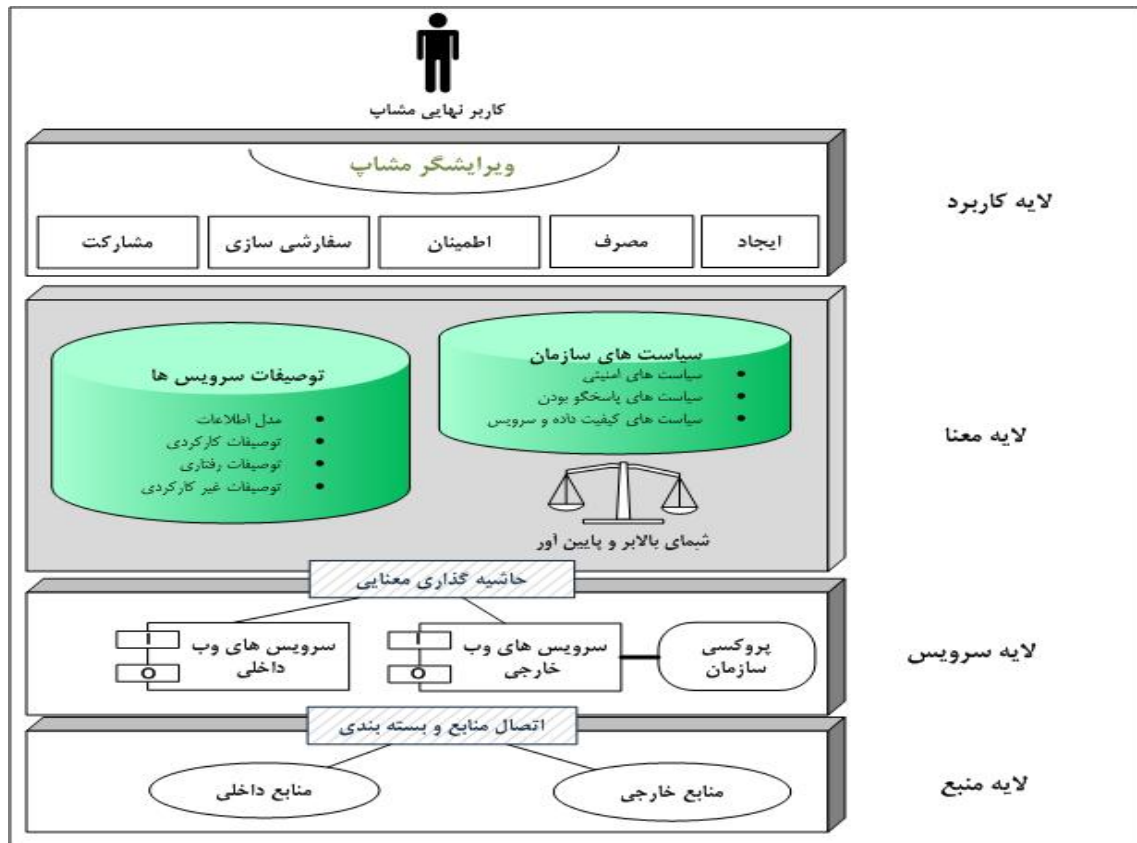 کاربر نهایی مشاپ
ویرایشگر مشاپ
لایه کاربرد
ایجاد
مصرف
اطمینان
سفارشی سازی
مشارکت
لایه معنا
سیاست های سازمان
سیاست های امنیتی
سیاست های پاسخگو بودن
سیاست های کیفیت داده و سرویس
توصیفات سرویس ها
مدل اطلاعات
توصیفات کارکردی
توصیفات رفتاری
توصیفات غیر کارکردی
شمای بالابر و پایین آور
حاشیه گذاری معنایی
لایه سرویس
پروکسی
سازمان
سرویس های وب
خارجی
I
O
سرویس های وب
داخلی
I
O
اتصال منابع و بسته بندی
لایه منبع
منابع خارجی
منابع داخلی